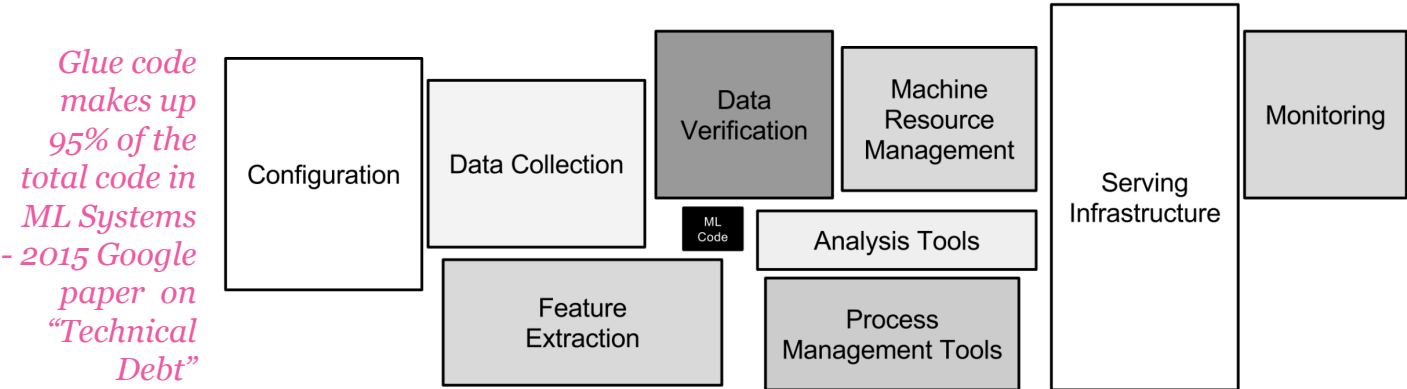 Glue code
makes up
95% of the
total code in
ML Systems
- 2015 Google
paper on
“Technical
Debt”
Configuration
Data Collection
Feature
Extraction
Data
Verification
ML
Code
Machine
Resource
Management
Analysis Tools
Process
Management Tools
Serving
Infrastructure
Monitoring